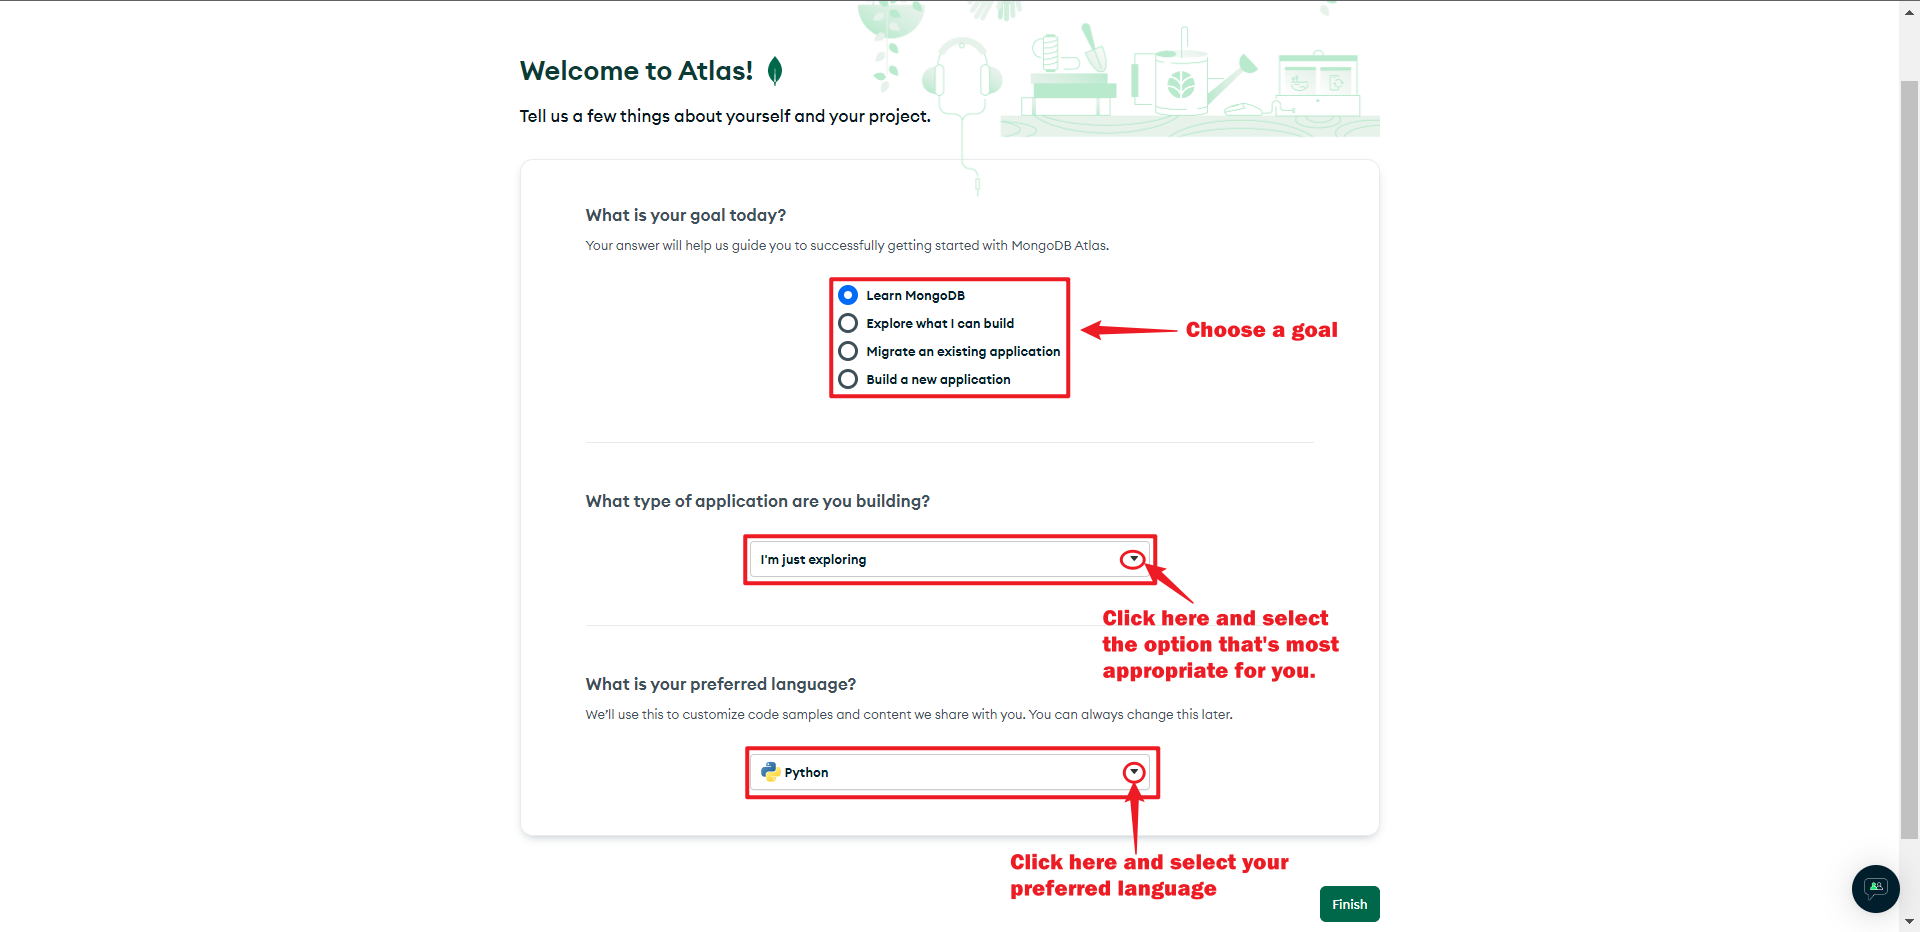 Welcome to Atlas!
Tell us a few things about yourself and your project.
What is your goal today?
Your answer will help us guide you to successfully getting started with MongoDB Atlas.
Learn MongoDB
Explore what I can build
Migrate an existing application
Build a new application
Choose a goal
What type of application are you building?
I'm just exploring
Click here and select
the option that's most
appropriate for you.
What is your preferred language?
We'll use this to customize code samples and content we share with you. You can always change this later.
Python
Click here and select your
preferred language
Finish